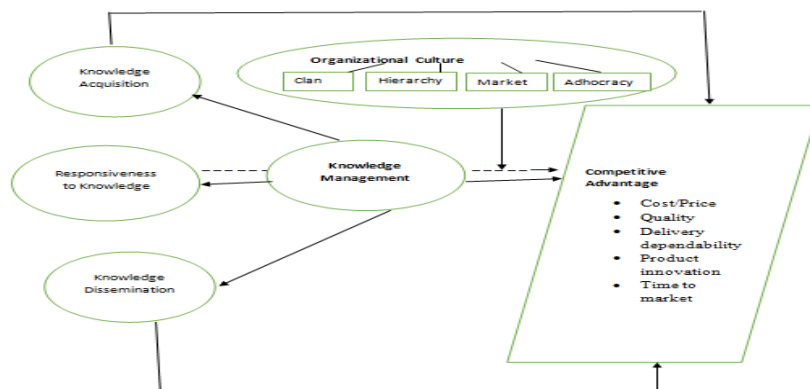 Organizational Culture
Clan
Hierarchy
Market
Adhocracy
Knowledge
Acquisition
Responsiveness
to Knowledge
Knowledge
Management
Knowledge
Dissemination
Competitive
Advantage
• Cost/Price
• Quality
• Delivery
dependability
• Product
innovation
• Time to
market